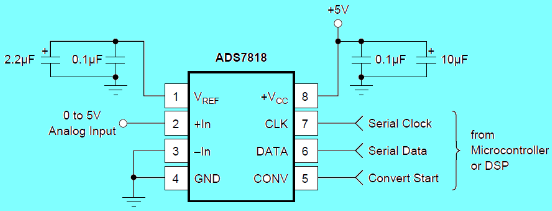 +5V
2.2µF
0.1µF
ADS7818
0.1µF
10µF
1 VREF +VCC 8
0 to 5V
Analog Input
2 +In CLK 7 Serial Clock
3 –In DATA 6 Serial Data
4 GND CONV 5 Convert Start
from
Microcontroller
or DSP